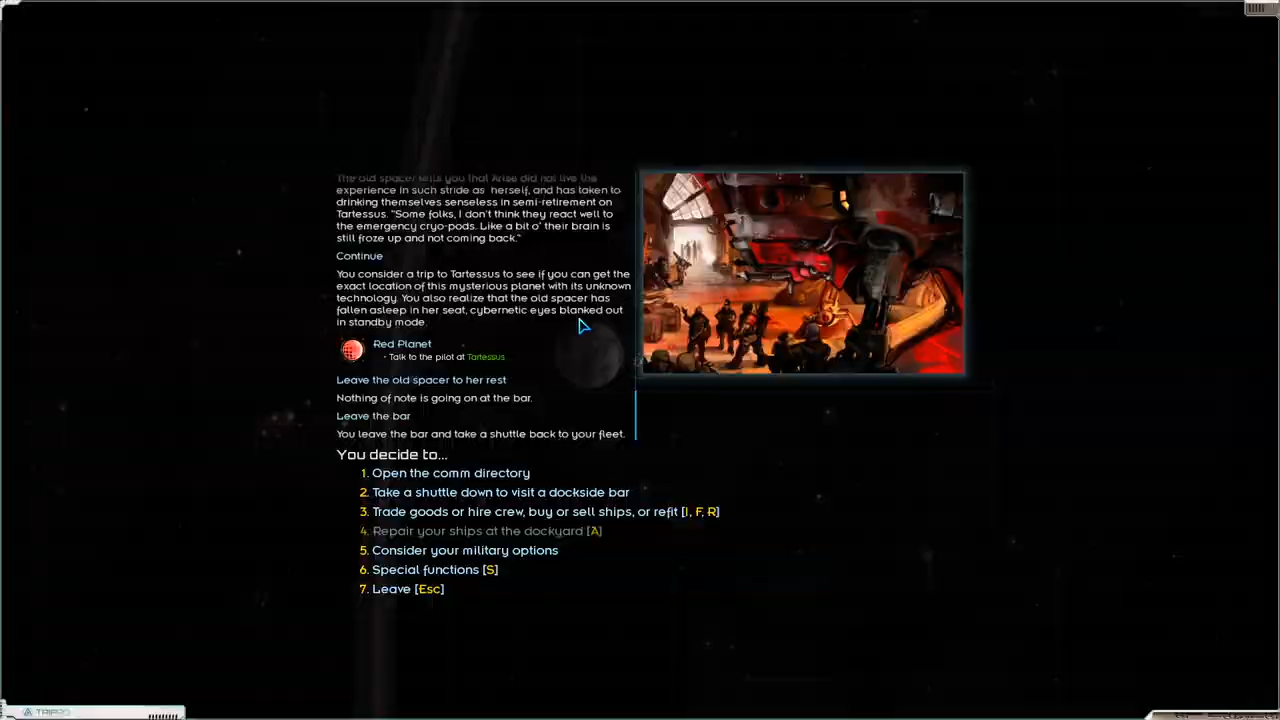 The old spacer tells you that Arise did not live the
experience in such stride as herself, and has taken to
drinking themselves senseless in semi-retirement on
Tartessus. "Some folks, I don't think they react well to
the emergency cryo-pods. Like a bit o' their brain is
still froze up and not coming back."
Continue
You consider a trip to Tartessus to see if you can get the
exact location of this mysterious planet with its unknown
technology. You also realize that the old spacer has
fallen asleep in her seat, cybernetic eyes blanked out
in standby mode.
Red Planet
- Talk to the pilot at Tartessus
Leave the old spacer to her rest
Nothing of note is going on at the bar.
Leave the bar
You leave the bar and take a shuttle back to your fleet.
You decide to...
1. Open the comm directory
2. Take a shuttle down to visit a dockside bar
3. Trade goods or hire crew, buy or sell ships, or refit [I, F, R]
4. Repair your ships at the dockyard [A]
5. Consider your military options
6. Special functions [S]
7. Leave [Esc]